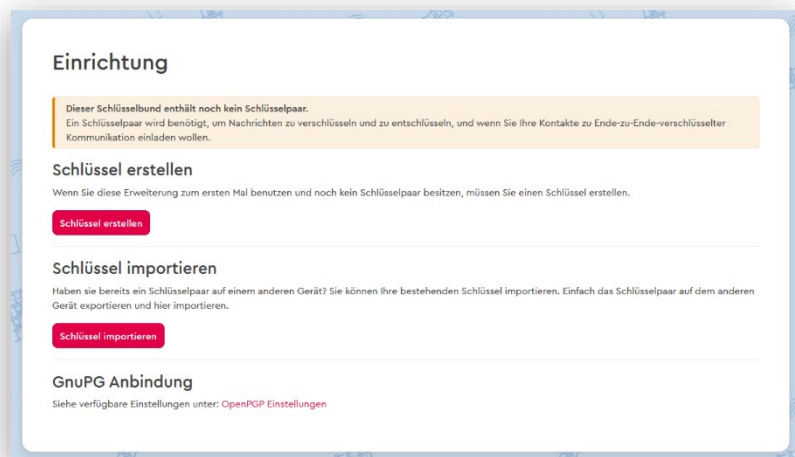 Einrichtung
Dieser Schlüsselbund enthält noch kein Schlüsselpaar.
Ein Schlüsselpaar wird benötigt, um Nachrichten zu verschlüsseln und zu entschlüsseln, und wenn Sie Ihre Kontakte zu Ende-zu-Ende-verschlüsselter
Kommunikation einladen wollen.
Schlüssel erstellen
Wenn Sie diese Erweiterung zum ersten Mal benutzen und noch kein Schlüsselpaar besitzen, müssen Sie einen Schlüssel erstellen.
Schlüssel erstellen
Schlüssel importieren
Haben sie bereits ein Schlüsselpaar auf einem anderen Gerät? Sie können Ihre bestehenden Schlüssel importieren. Einfach das Schlüsselpaar auf dem anderen
Gerät exportieren und hier importieren.
Schlüssel importieren
GnuPG Anbindung
Siehe verfügbare Einstellungen unter: OpenPGP Einstellungen